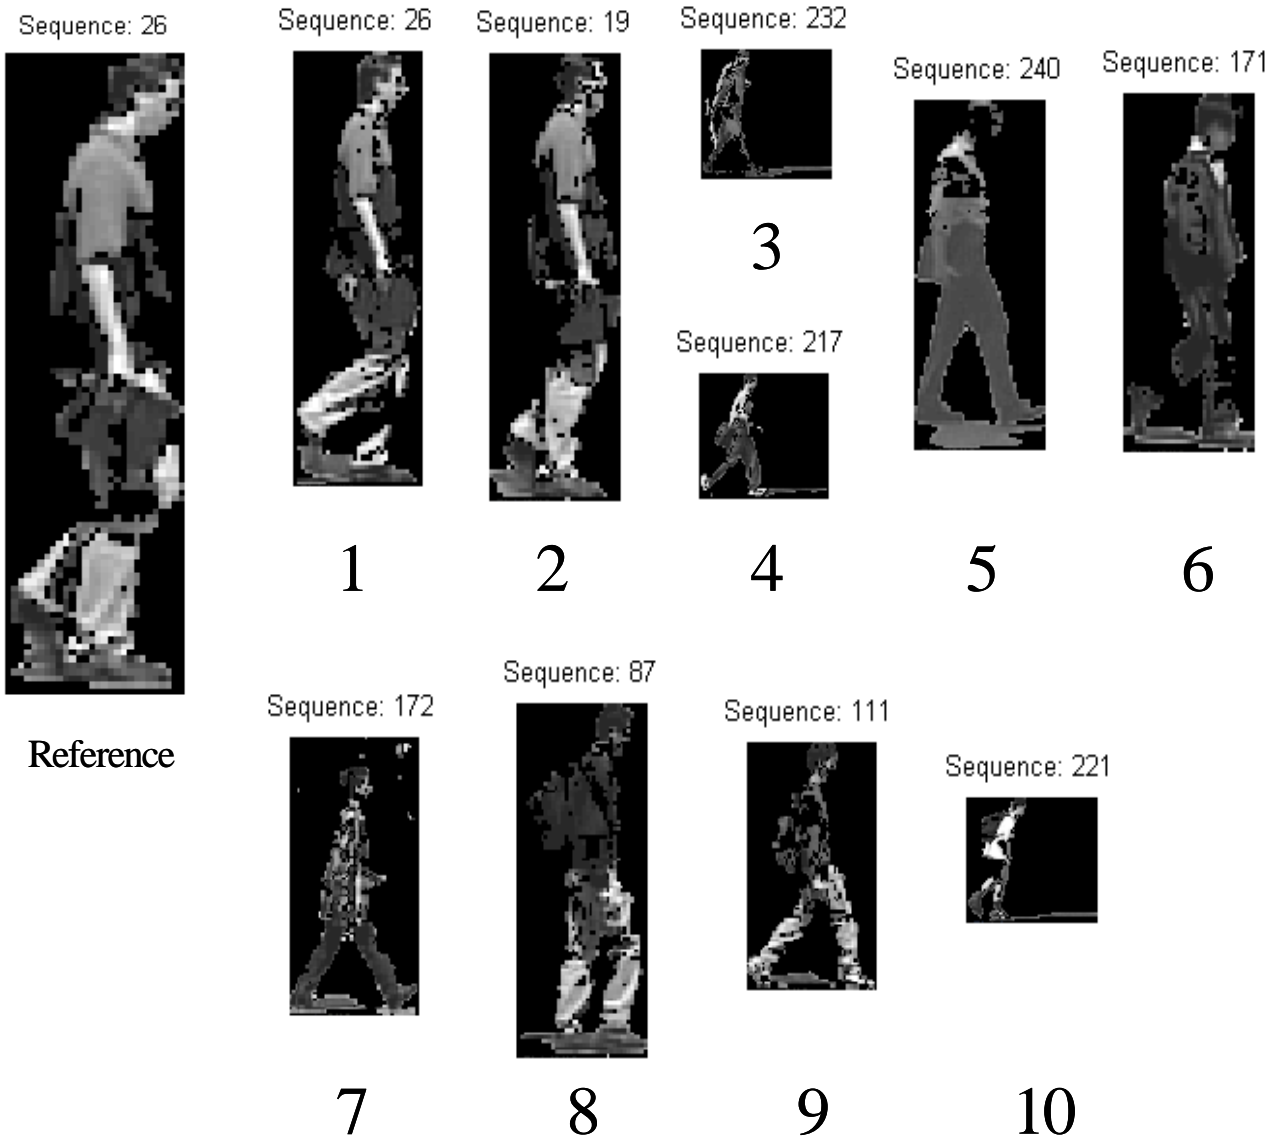 Sequence: 26
Reference
Sequence: 26
1
Sequence: 19
2
Sequence: 232
3
Sequence: 217
4
Sequence: 240
5
Sequence: 171
6
Sequence: 172
7
Sequence: 87
8
Sequence: 111
9
Sequence: 221
10